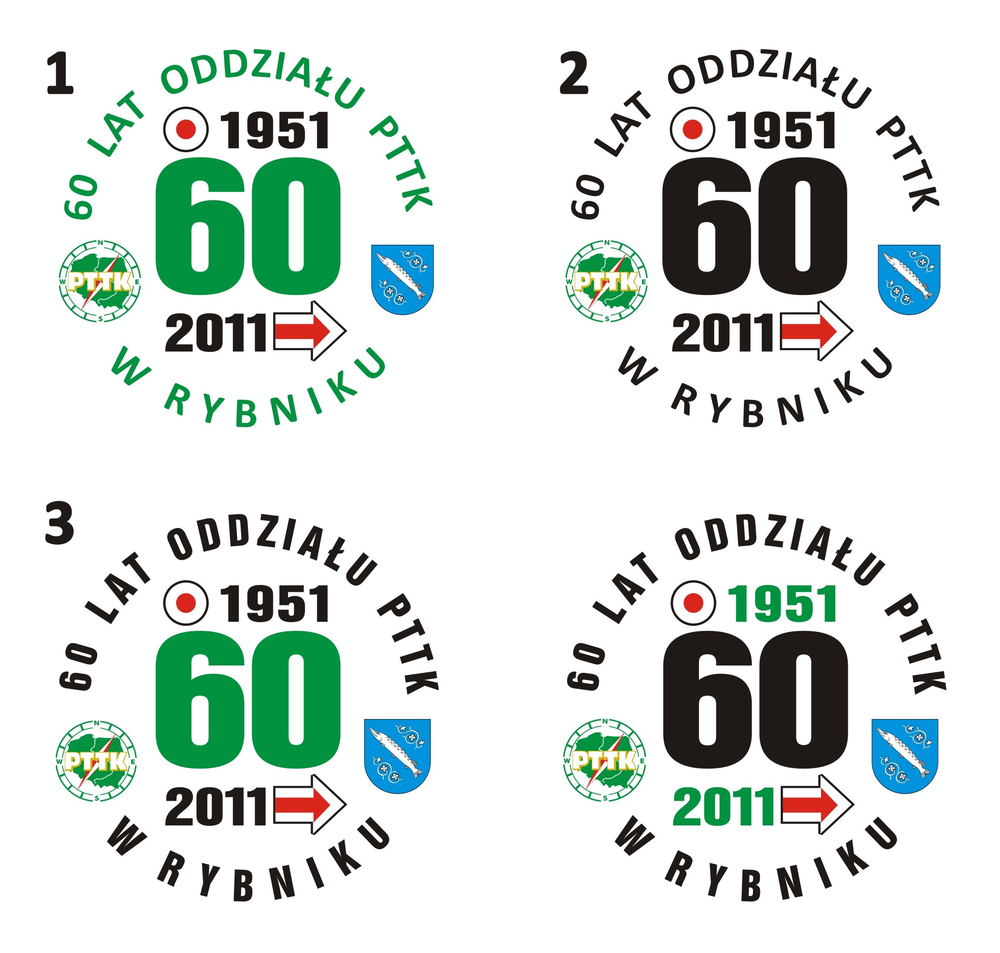 1
60 LAT ODDZIAŁU PTTK
1951
60
N
W PTTK E
S
2011
W RYBNIKU
2
60 LAT ODDZIAŁU PTTK
1951
60
N
W PTTK E
S
2011
W RYBNIKU
3
60 LAT ODDZIAŁU PTTK
1951
60
N
W PTTK E
S
2011
W RYBNIKU
60 LAT ODDZIAŁU PTTK
1951
60
N
W PTTK E
S
2011
W RYBNIKU